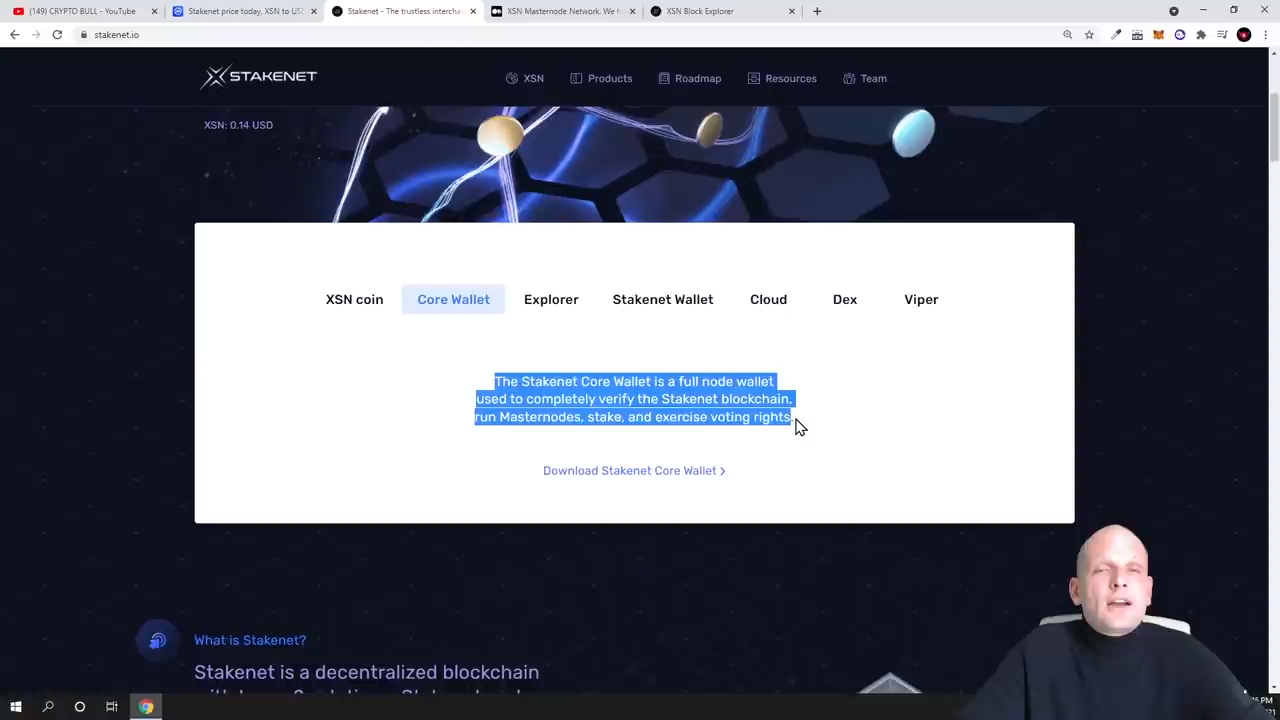 (149) CRYPTO BULL - YouTube
Stakenet price today, XSN to US
Stakenet - The trustless interch
XSN Masternode Network. We h
XSN Block Explorer
stakenet.io
STAKENET
XSN
Products
Roadmap
Resources
Team
XSN: 0.14 USD
XSN coin
Core Wallet
Explorer
Stakenet Wallet
Cloud
Dex
Viper
The Stakenet Core Wallet is a full node wallet
used to completely verify the Stakenet blockchain,
run Masternodes, stake, and exercise voting rights.
Download Stakenet Core Wallet >
What is Stakenet?
Stakenet is a decentralized blockchain